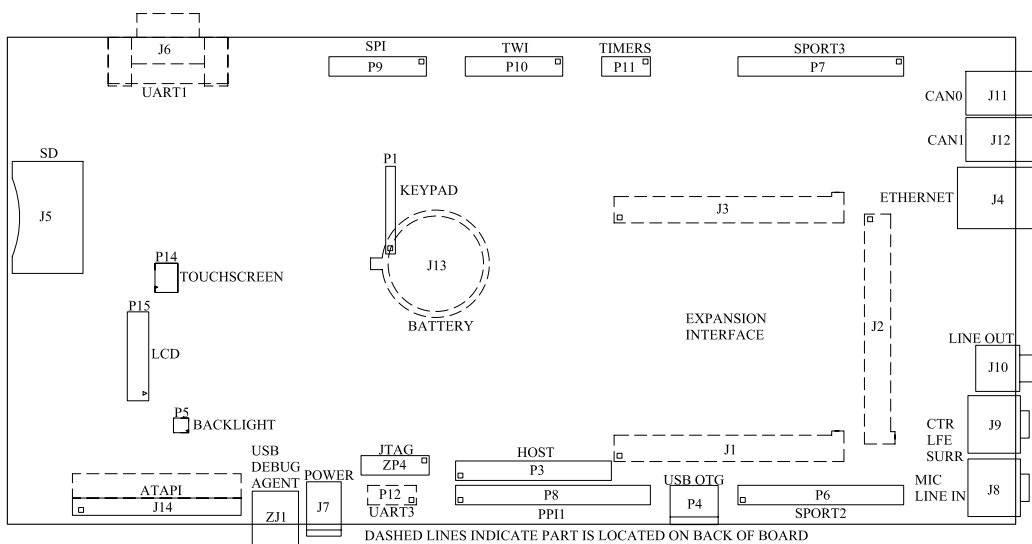 J6
UART1
SPI
P9
TWI
P10
TIMERS
P11
SPORT3
P7
CAN0
J11
CAN1
J12
ETHERNET
J4
SD
J5
P1
KEYPAD
J3
P14
TOUCHSCREEN
J13
BATTERY
P15
LCD
EXPANSION
INTERFACE
J2
LINE OUT
J10
P5
BACKLIGHT
CTR
LFE
SURR
J9
USB
DEBUG
AGENT
ZJ1
POWER
J7
JTAG
ZP4
HOST
P3
J1
ATAPI
J14
P12
UART3
P8
PPI1
USB OTG
P4
P6
SPORT2
MIC
LINE IN
J8
DASHED LINES INDICATE PART IS LOCATED ON BACK OF BOARD